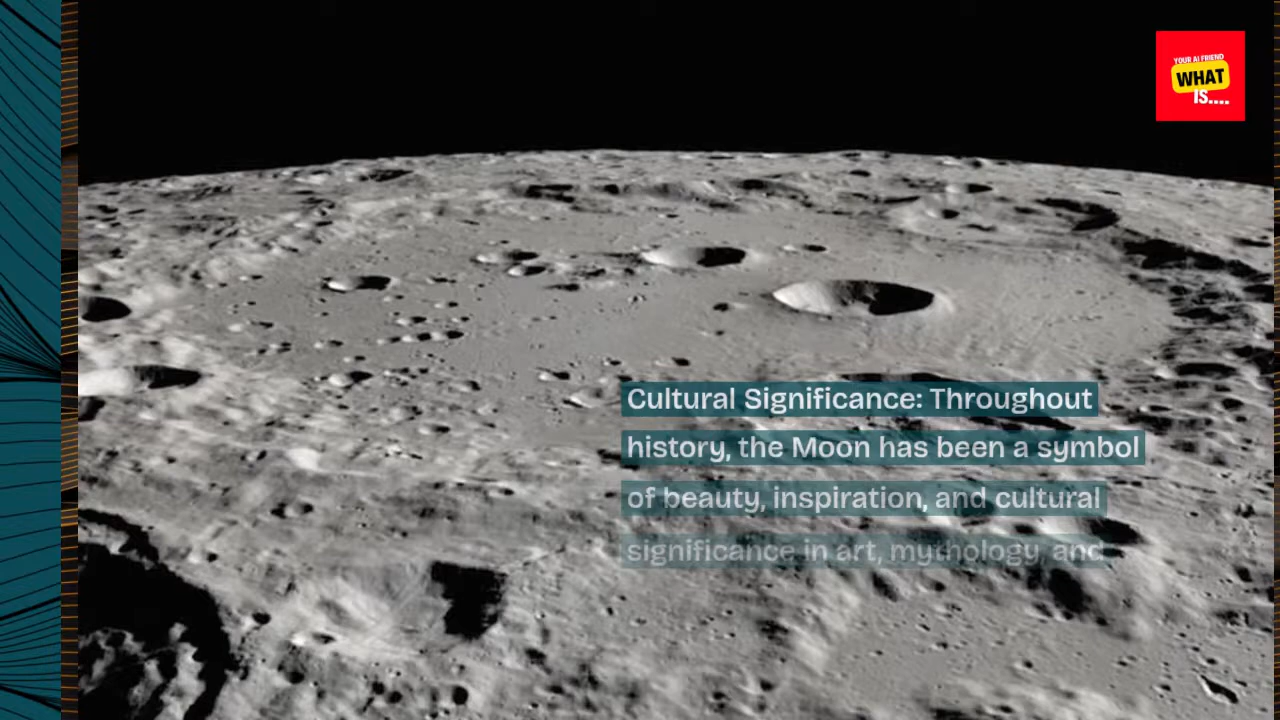 YOUR AI FRIEND
WHAT
IS....
Cultural Significance: Throughout
history, the Moon has been a symbol
of beauty, inspiration, and cultural
significance in art, mythology, and